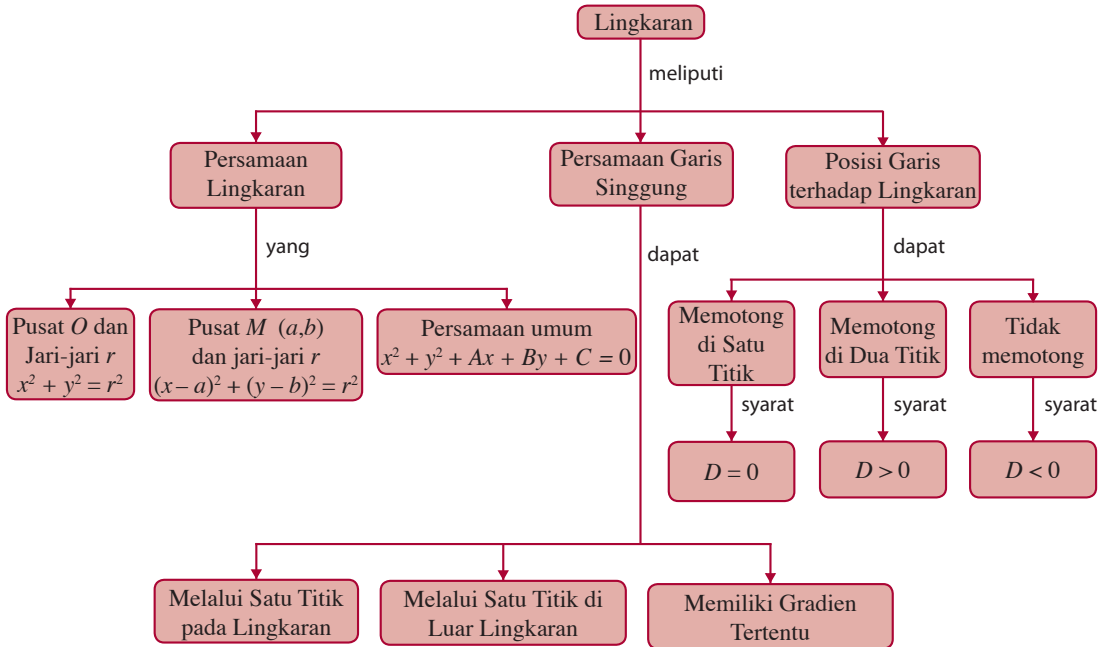 Lingkaran
meliputi
Persamaan
Lingkaran
Persamaan Garis
Singgung
Posisi Garis
terhadap Lingkaran
yang
dapat
dapat
Pusat O dan
Jari-jari r
x² + y² = r²
Pusat M (a,b)
dan jari-jari r
(x – a)² + (y – b)² = r²
Persamaan umum
x² + y² + Ax + By + C = 0
Memotong
di Satu
Titik
Memotong
di Dua Titik
Tidak
memotong
syarat
syarat
syarat
D = 0
D > 0
D < 0
Melalui Satu Titik
pada Lingkaran
Melalui Satu Titik di
Luar Lingkaran
Memiliki Gradien
Tertentu